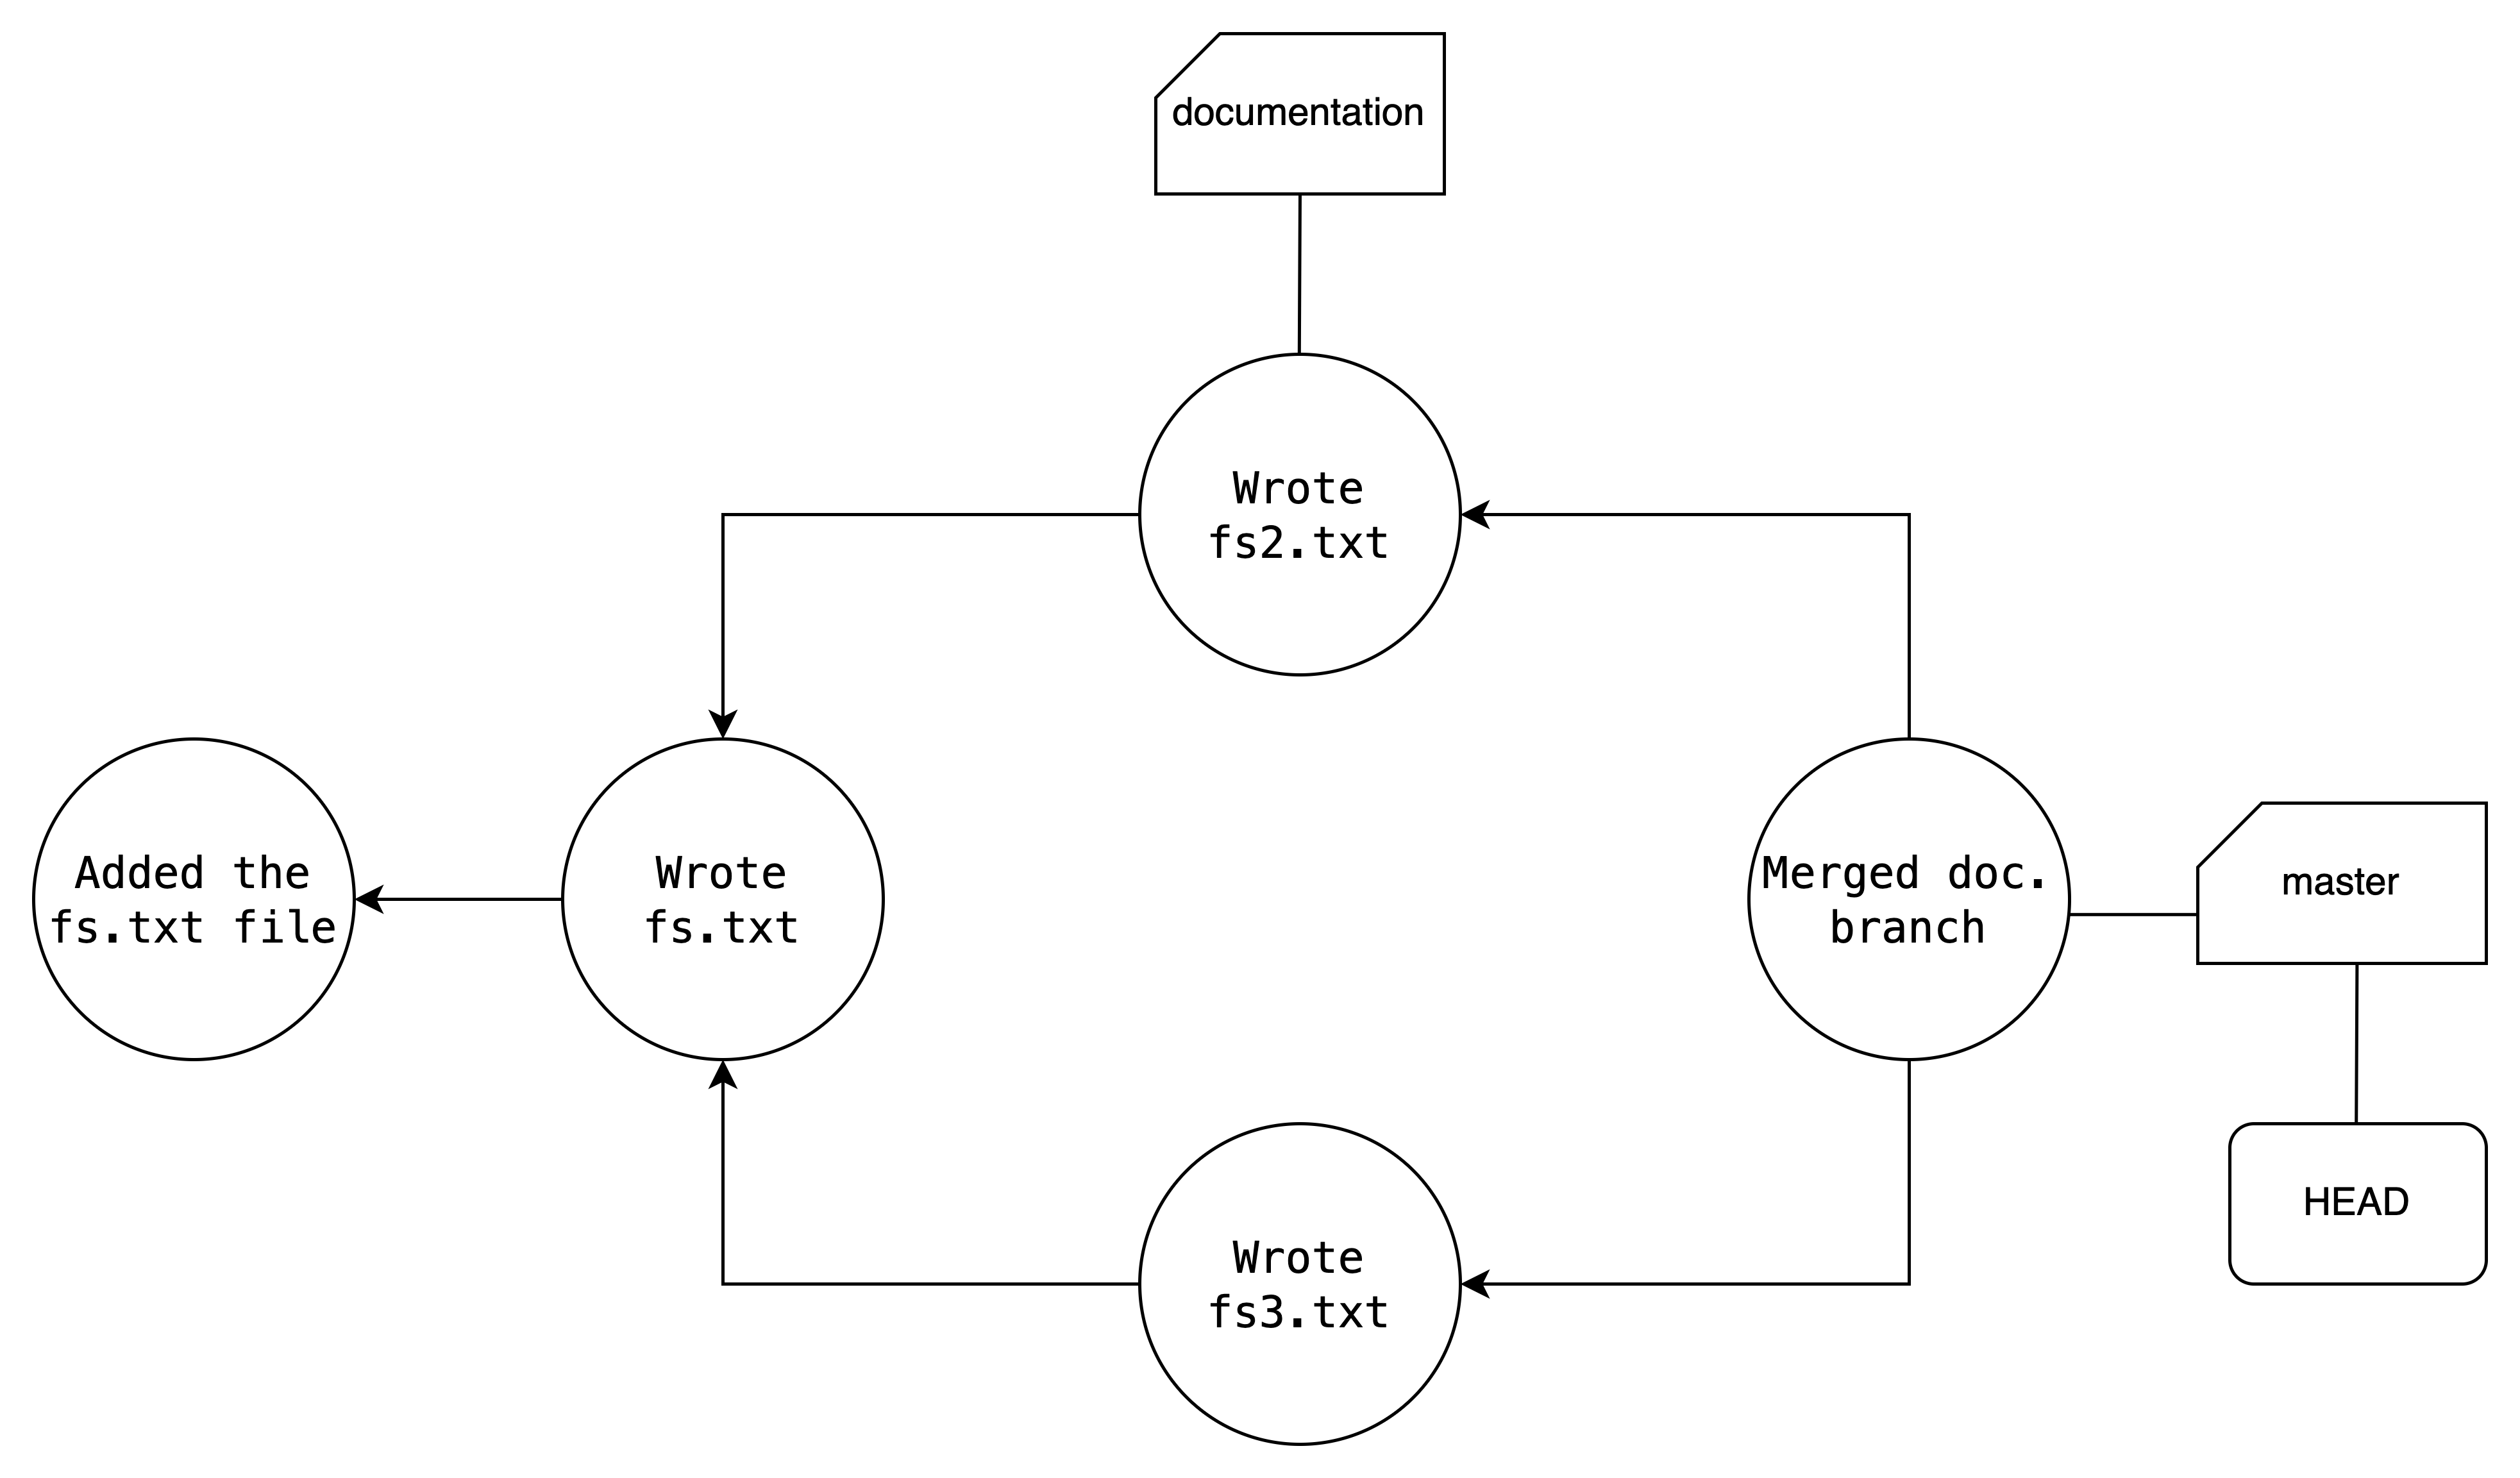 documentation
Wrote
fs2.txt
Added the
fs.txt file
Wrote
fs.txt
Merged doc.
branch
master
HEAD
Wrote
fs3.txt